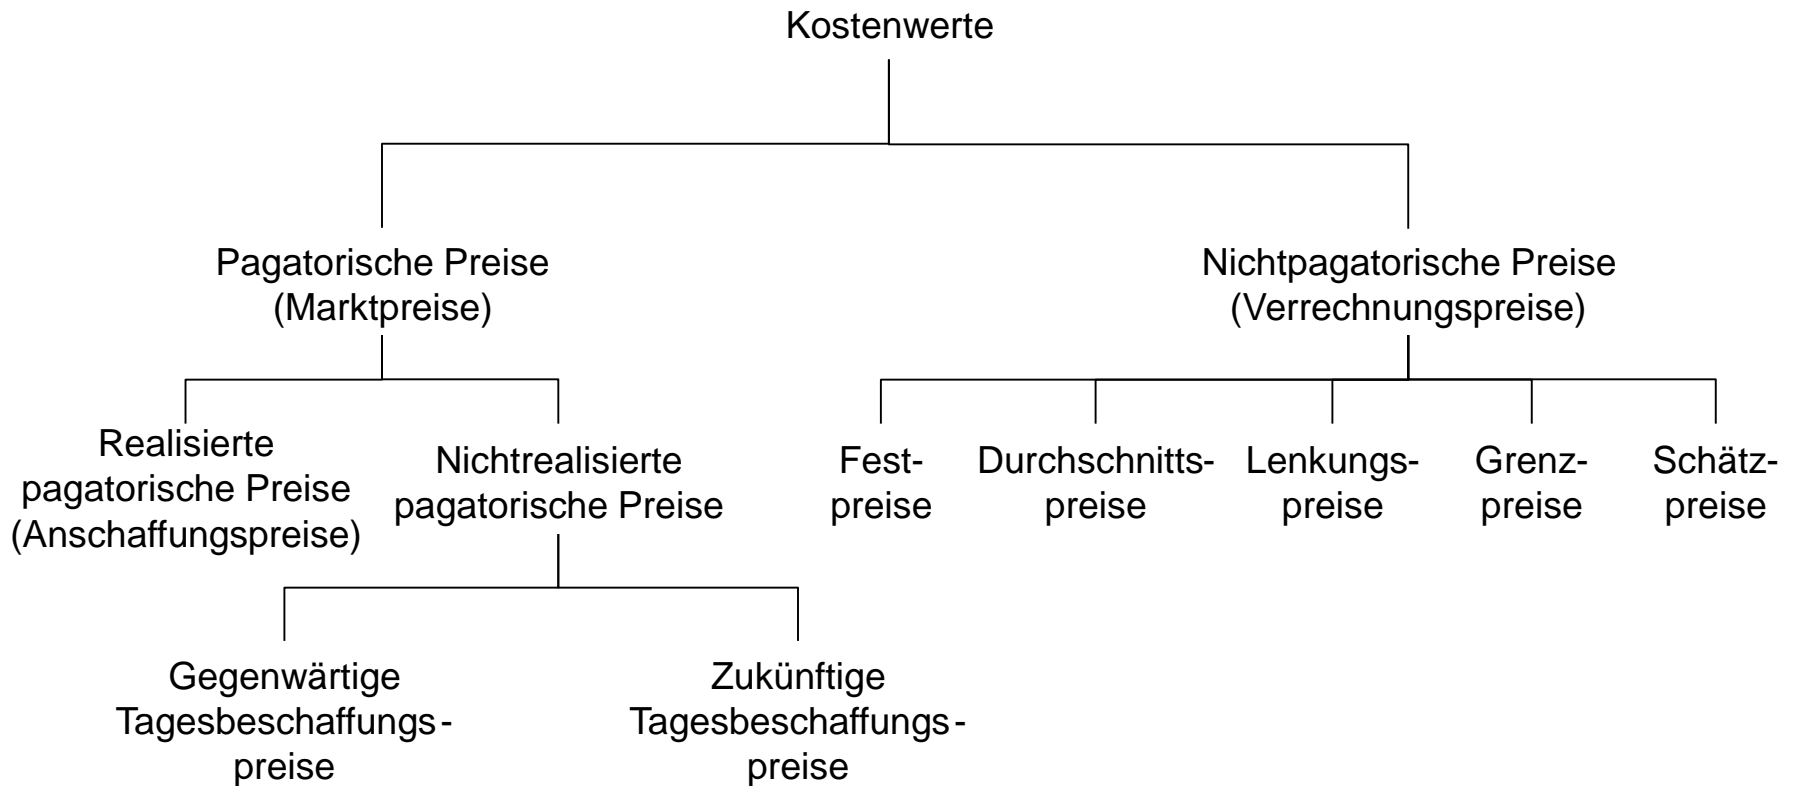 Kostenwerte
Pagatorische Preise
(Marktpreise)
Nichtpagatorische Preise
(Verrechnungspreise)
Realisierte
pagatorische Preise
(Anschaffungspreise)
Nichtrealisierte
pagatorische Preise
Fest-
preise
Durchschnitts-
preise
Lenkungs-
preise
Grenz-
preise
Schätz-
preise
Gegenwärtige
Tagesbeschaffungs-
preise
Zukünftige
Tagesbeschaffungs-
preise